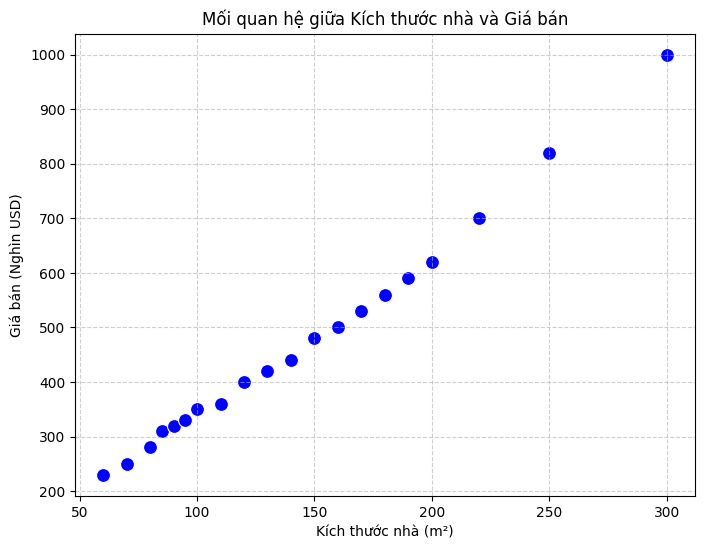 Mối quan hệ giữa Kích thước nhà và Giá bán
1000
900
800
700
600
500
400
300
200
Giá bán (Nghìn USD)
50 100 150 200 250 300
Kích thước nhà (m²)